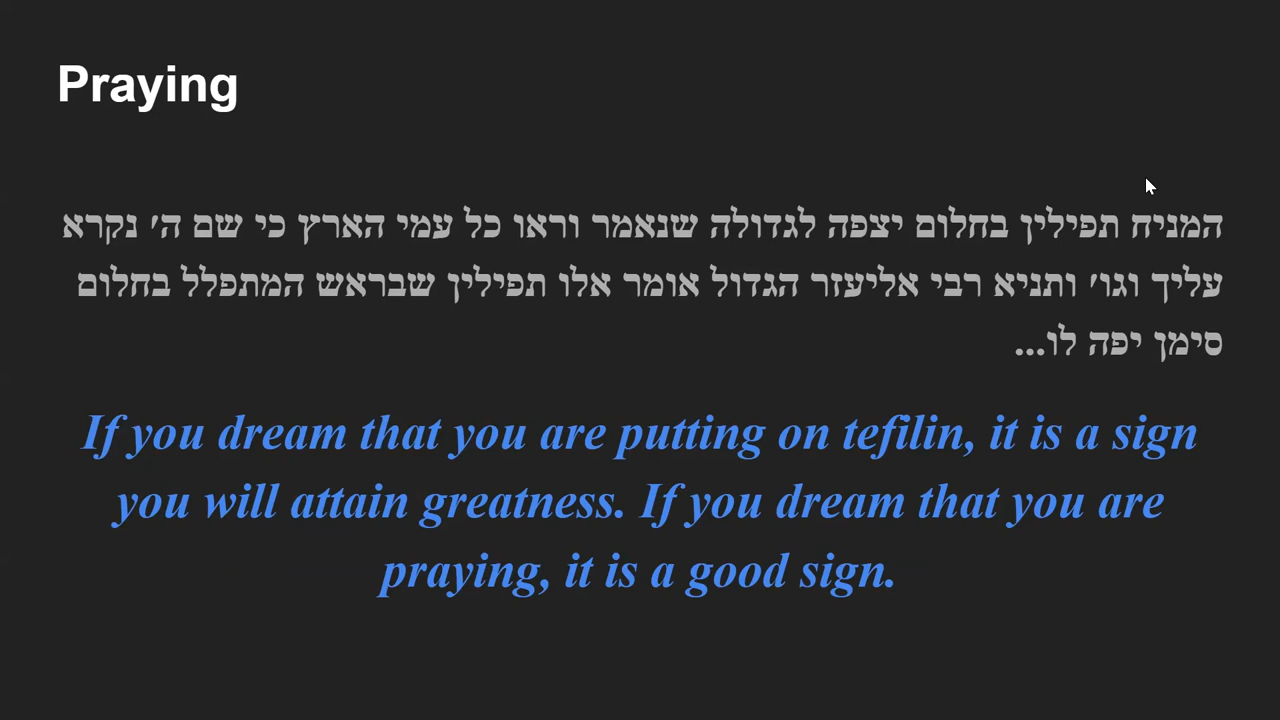 Praying
המניח תפילין בחלום יצפה לגדולה שנאמר וראו כל עמי הארץ כי שם ה׳ נקרא
עליך וגו׳ ותניא רבי אליעזר הגדול אומר אלו תפילין שבראש המתפלל בחלום
סימן יפה לו...
If you dream that you are putting on tefilin, it is a sign
you will attain greatness. If you dream that you are
praying, it is a good sign.